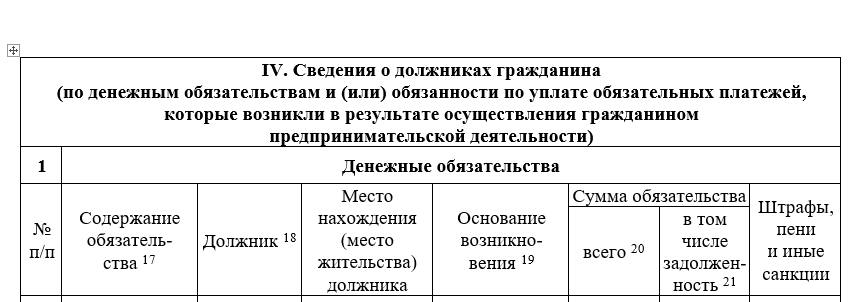 IV. Сведения о должниках гражданина
(по денежным обязательствам и (или) обязанности по уплате обязательных платежей,
которые возникли в результате осуществления гражданином
предпринимательской деятельности)
1 Денежные обязательства
№
п/п
Содержание
обязатель-
ства 17
Должник 18
Место
нахождения
(место
жительства)
должника
Основание
возникно-
вения 19
Сумма обязательства
всего 20
в том
числе
задолжен-
ность 21
Штрафы,
пени
и иные
санкции